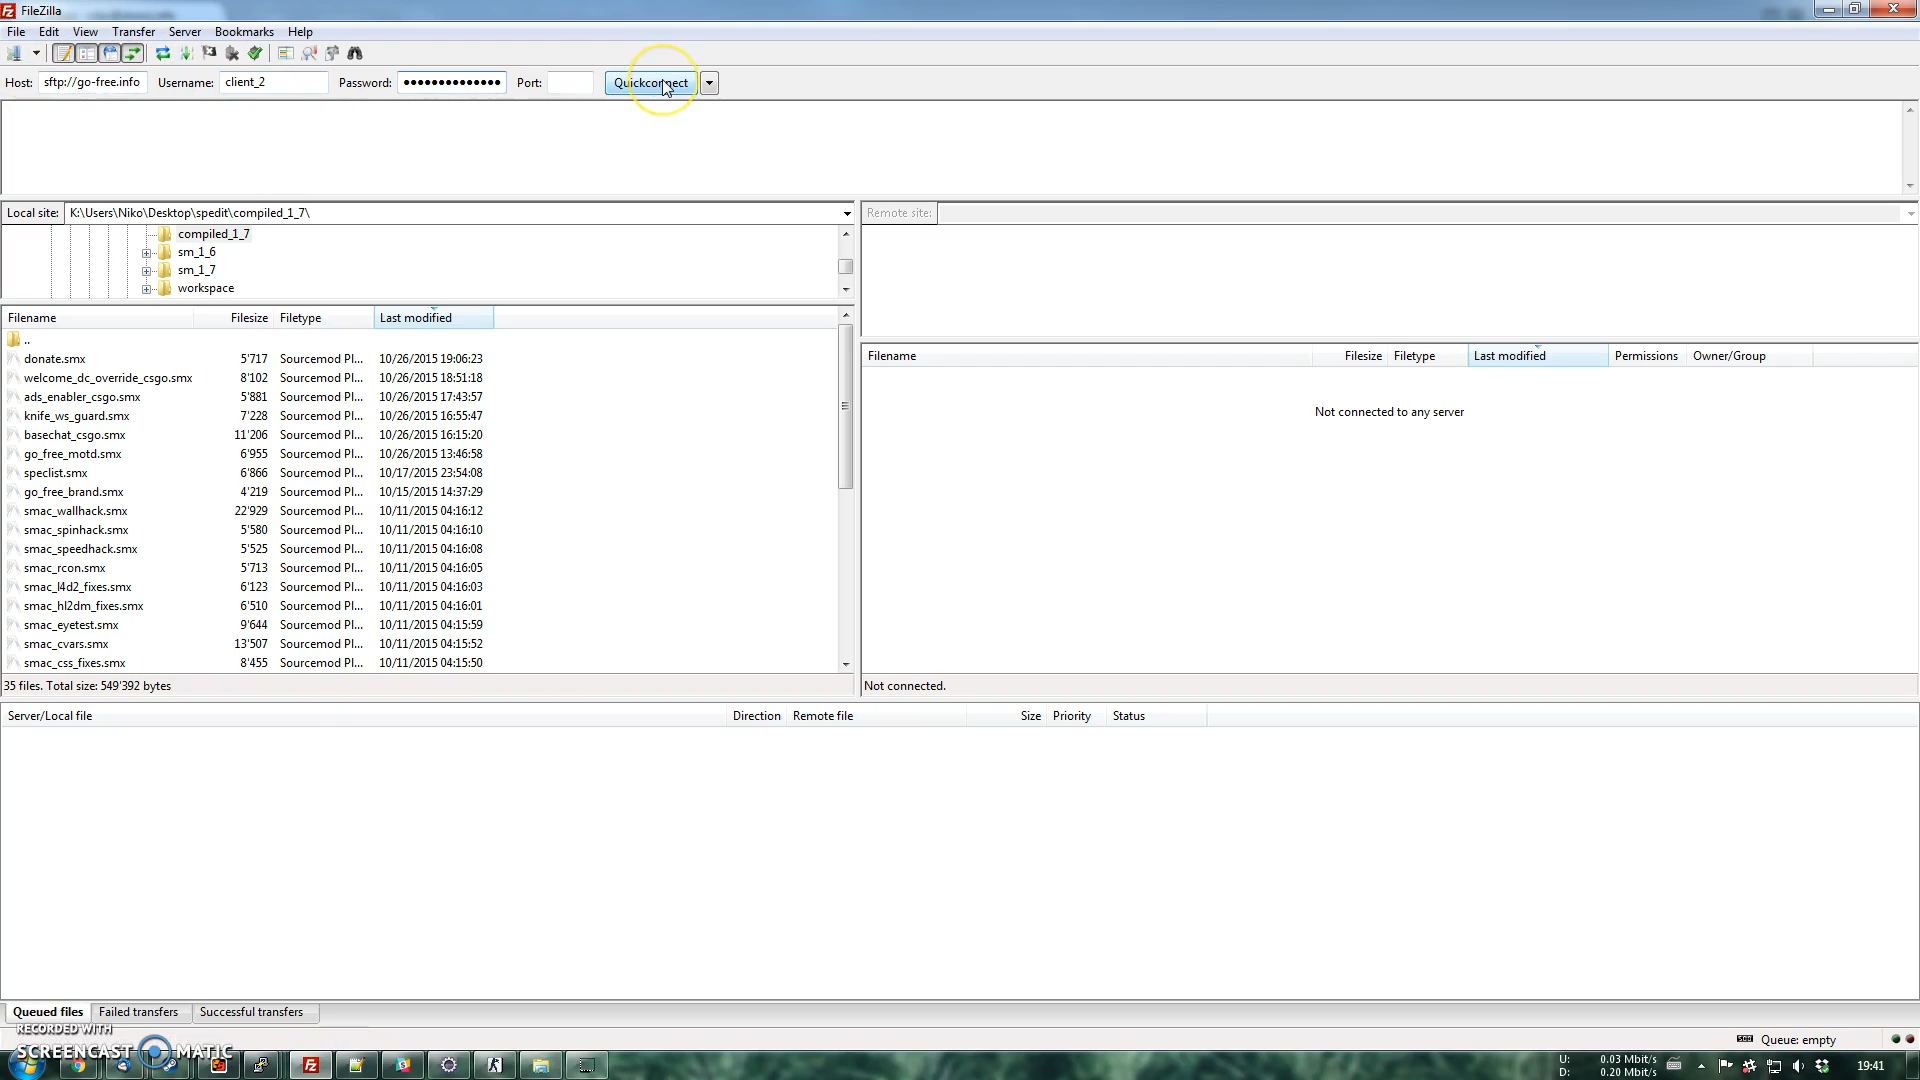 FileZilla
File Edit View Transfer Server Bookmarks Help
Host: sftp://go-free.info Username: client_2 Password: ●●●●●●●●●●●●●● Port: Quickconnect
Local site: K:\Users\Niko\Desktop\spedit\compiled_1_7\
Remote site:
compiled_1_7
sm_1_6
sm_1_7
workspace
Filename Filesize Filetype Last modified
..
donate.smx 5'717 Sourcemod Pl... 10/26/2015 19:06:23
welcome_dc_override_csgo.smx 8'102 Sourcemod Pl... 10/26/2015 18:51:18
ads_enabler_csgo.smx 5'881 Sourcemod Pl... 10/26/2015 17:43:57
knife_ws_guard.smx 7'228 Sourcemod Pl... 10/26/2015 16:55:47
basechat_csgo.smx 11'206 Sourcemod Pl... 10/26/2015 16:15:20
go_free_motd.smx 6'955 Sourcemod Pl... 10/26/2015 13:46:58
speclist.smx 6'866 Sourcemod Pl... 10/17/2015 23:54:08
go_free_brand.smx 4'219 Sourcemod Pl... 10/15/2015 14:37:29
smac_wallhack.smx 22'929 Sourcemod Pl... 10/11/2015 04:16:12
smac_spinhack.smx 5'580 Sourcemod Pl... 10/11/2015 04:16:10
smac_speedhack.smx 5'525 Sourcemod Pl... 10/11/2015 04:16:08
smac_rcon.smx 5'713 Sourcemod Pl... 10/11/2015 04:16:05
smac_l4d2_fixes.smx 6'123 Sourcemod Pl... 10/11/2015 04:16:03
smac_hl2dm_fixes.smx 6'510 Sourcemod Pl... 10/11/2015 04:16:01
smac_eyetest.smx 9'644 Sourcemod Pl... 10/11/2015 04:15:59
smac_cvars.smx 13'507 Sourcemod Pl... 10/11/2015 04:15:52
smac_css_fixes.smx 8'455 Sourcemod Pl... 10/11/2015 04:15:50
35 files. Total size: 549'392 bytes
Filename Filesize Filetype Last modified Permissions Owner/Group
Not connected to any server
Not connected.
Server/Local file Direction Remote file Size Priority Status
Queued files Failed transfers Successful transfers
Queue: empty
RECORDED WITH
SCREENCAST MATIC
U: 0.03 Mbit/s
D: 0.20 Mbit/s
19:41